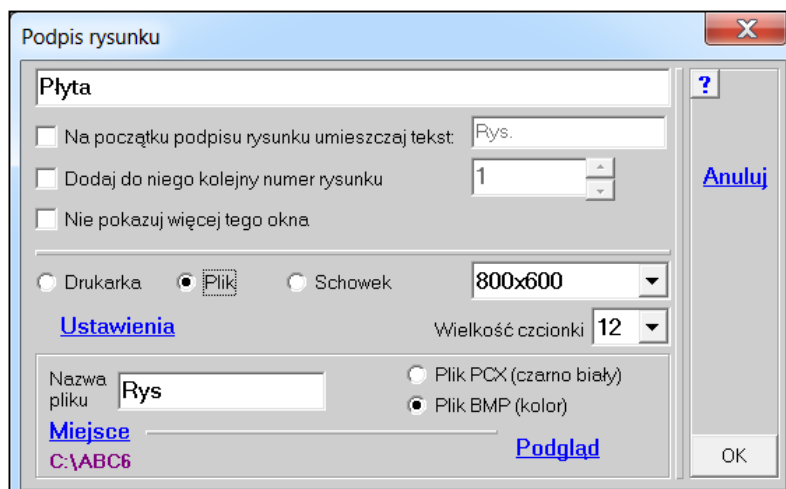 Podpis rysunku
Płyta
?
Na początku podpisu rysunku umieszczaj tekst: Rys.
Dodaj do niego kolejny numer rysunku 1
Anuluj
Nie pokazuj więcej tego okna
Drukarka Plik Schowek 800x600
Ustawienia Wielkość czcionki 12
Nazwa pliku Rys
Plik PCX (czarno biały)
Plik BMP (kolor)
Miejsce
Podgląd
C:\ABC6
OK